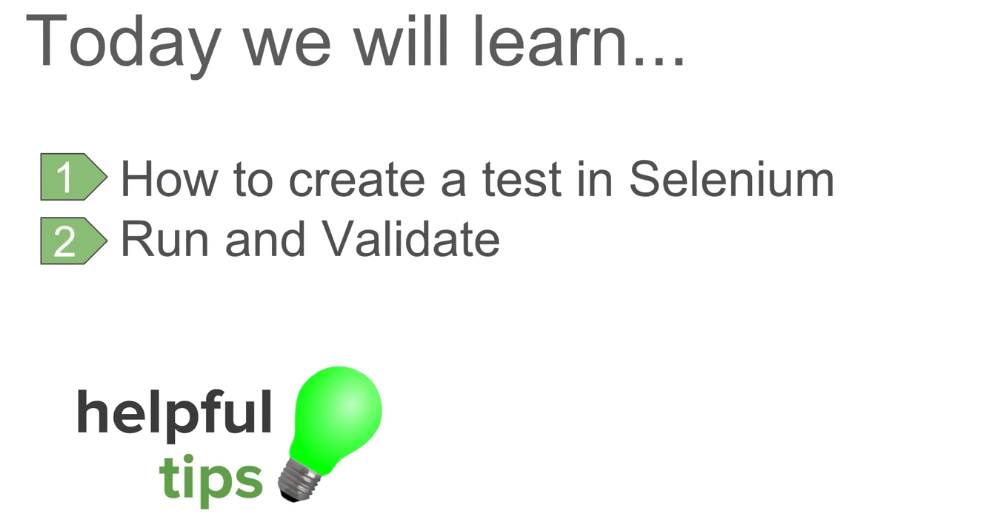 Today we will learn...
1 How to create a test in Selenium
2 Run and Validate
helpful
tips